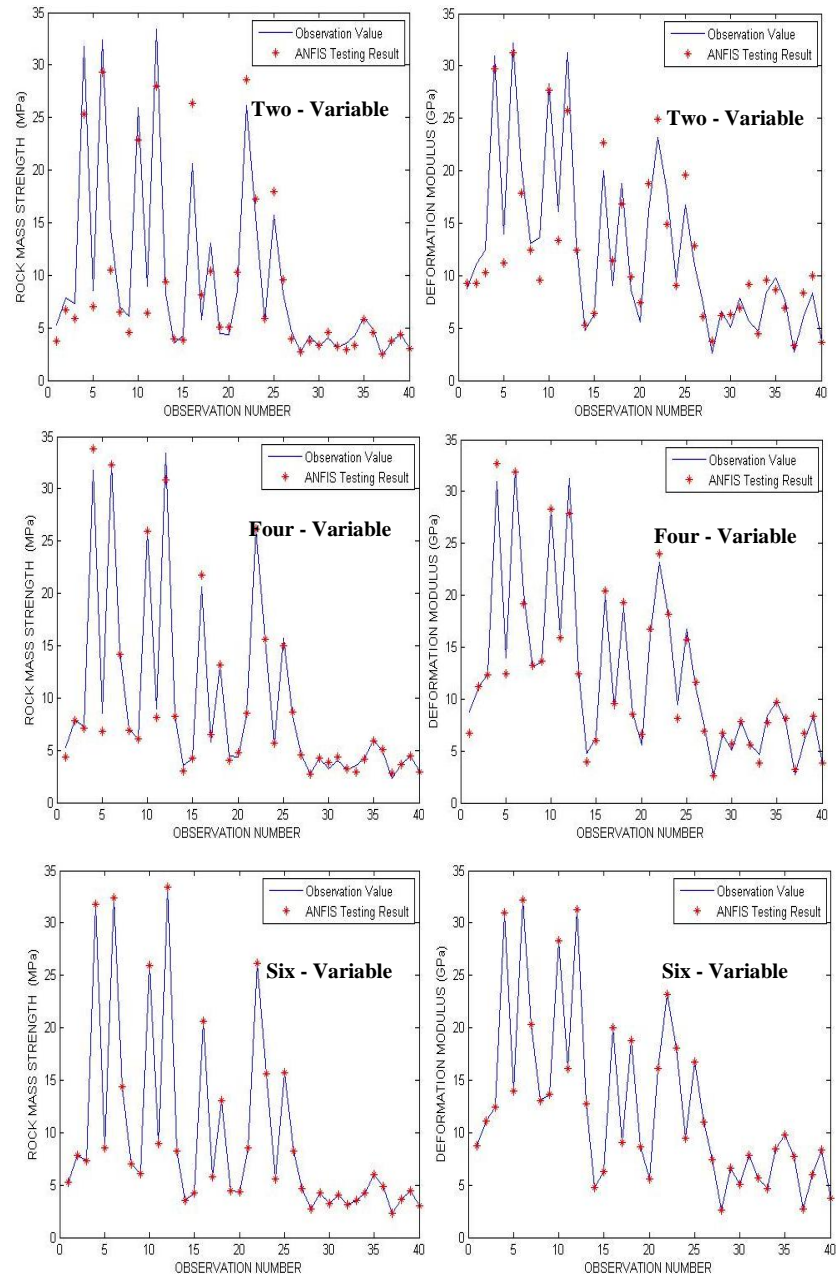 35
30
25
20
15
10
5
0
ROCK MASS STRENGTH (MPa)
Observation Value
ANFIS Testing Result
Two - Variable
0 5 10 15 20 25 30 35 40
OBSERVATION NUMBER
35
30
25
20
15
10
5
0
DEFORMATION MODULUS (GPa)
Observation Value
ANFIS Testing Result
Two - Variable
0 5 10 15 20 25 30 35 40
OBSERVATION NUMBER
35
30
25
20
15
10
5
0
ROCK MASS STRENGTH (MPa)
Observation Value
ANFIS Testing Result
Four - Variable
0 5 10 15 20 25 30 35 40
OBSERVATION NUMBER
35
30
25
20
15
10
5
0
DEFORMATION MODULUS (GPa)
Observation Value
ANFIS Testing Result
Four - Variable
0 5 10 15 20 25 30 35 40
OBSERVATION NUMBER
35
30
25
20
15
10
5
0
ROCK MASS STRENGTH (MPa)
Observation Value
ANFIS Testing Result
Six - Variable
0 5 10 15 20 25 30 35 40
OBSERVATION NUMBER
35
30
25
20
15
10
5
0
DEFORMATION MODULUS (GPa)
Observation Value
ANFIS Testing Result
Six - Variable
0 5 10 15 20 25 30 35 40
OBSERVATION NUMBER